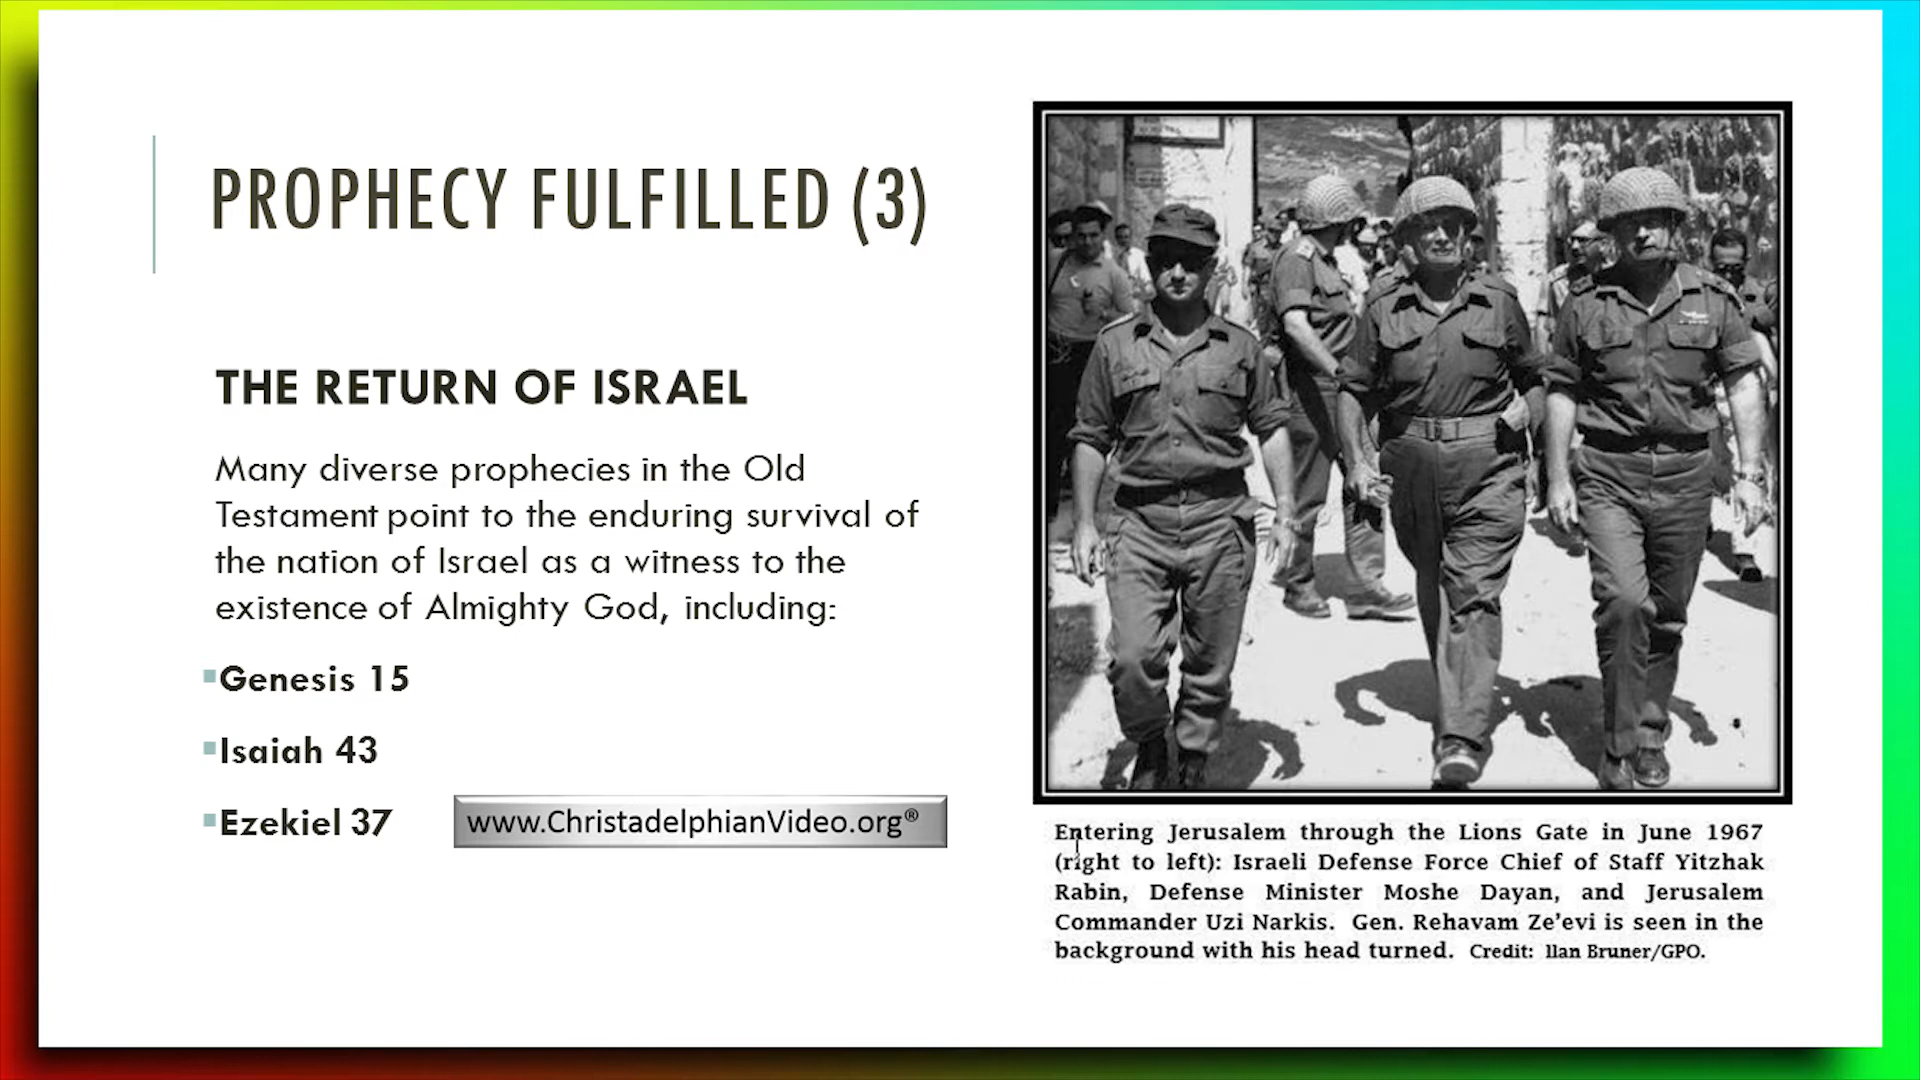 PROPHECY FULFILLED (3)
THE RETURN OF ISRAEL
Many diverse prophecies in the Old
Testament point to the enduring survival of
the nation of Israel as a witness to the
existence of Almighty God, including:
Genesis 15
Isaiah 43
Ezekiel 37
www.ChristadelphianVideo.org®
Entering Jerusalem through the Lions Gate in June 1967
(right to left): Israeli Defense Force Chief of Staff Yitzhak
Rabin, Defense Minister Moshe Dayan, and Jerusalem
Commander Uzi Narkis. Gen. Rehavam Ze'evi is seen in the
background with his head turned. Credit: Ilan Bruner/GPO.